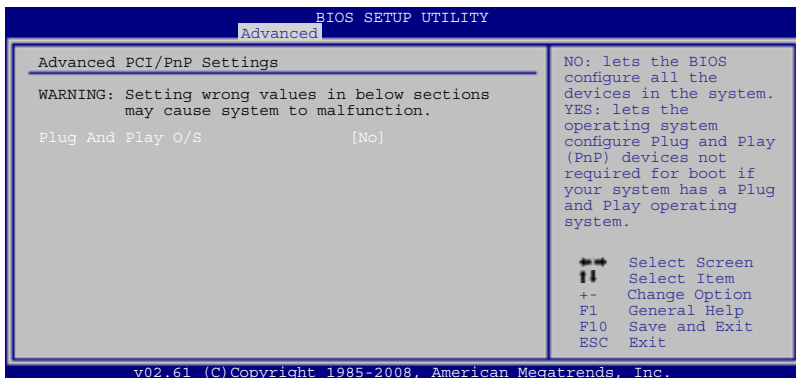 BIOS SETUP UTILITY
Advanced
Advanced PCI/PnP Settings
WARNING: Setting wrong values in below sections
may cause system to malfunction.
Plug And Play O/S [No]
NO: lets the BIOS
configure all the
devices in the system.
YES: lets the
operating system
configure Plug and Play
(PnP) devices not
required for boot if
your system has a Plug
and Play operating
system.
Select Screen
Select Item
+- Change Option
F1 General Help
F10 Save and Exit
ESC Exit
v02.61 (C)Copyright 1985-2008, American Megatrends, Inc.